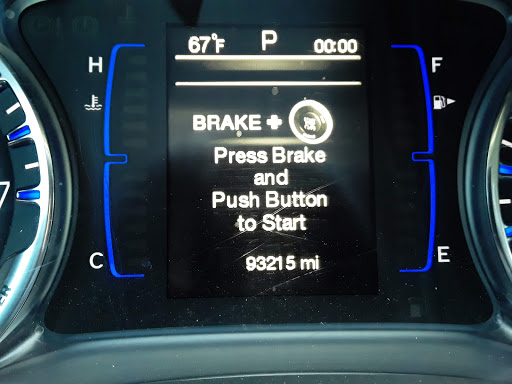 67°F P 00:00
H F
BRAKE +
Press Brake
and
Push Button
to Start
C E
93215 mi